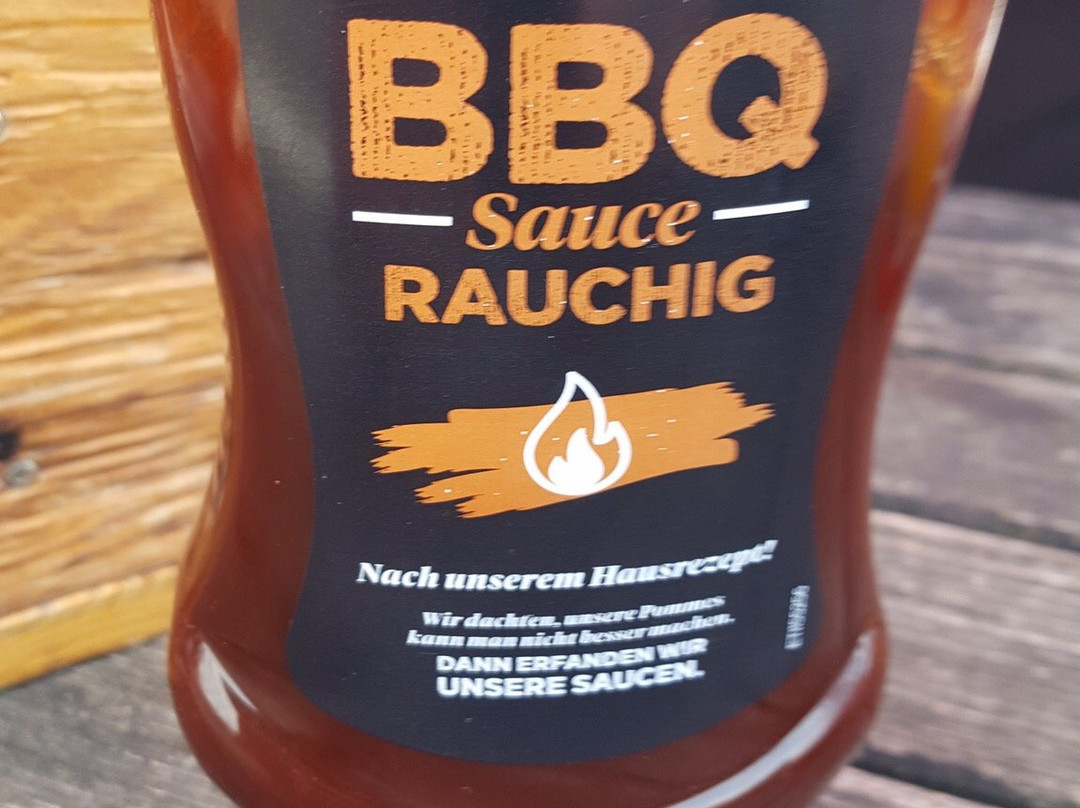 BBQ
Sauce
RAUCHIG
Nach unserem Hausrezept!
Wir dachten, unsere Pommes
kann man nicht besser machen.
DANN ERFANDEN WIR
UNSERE SAUCEN.